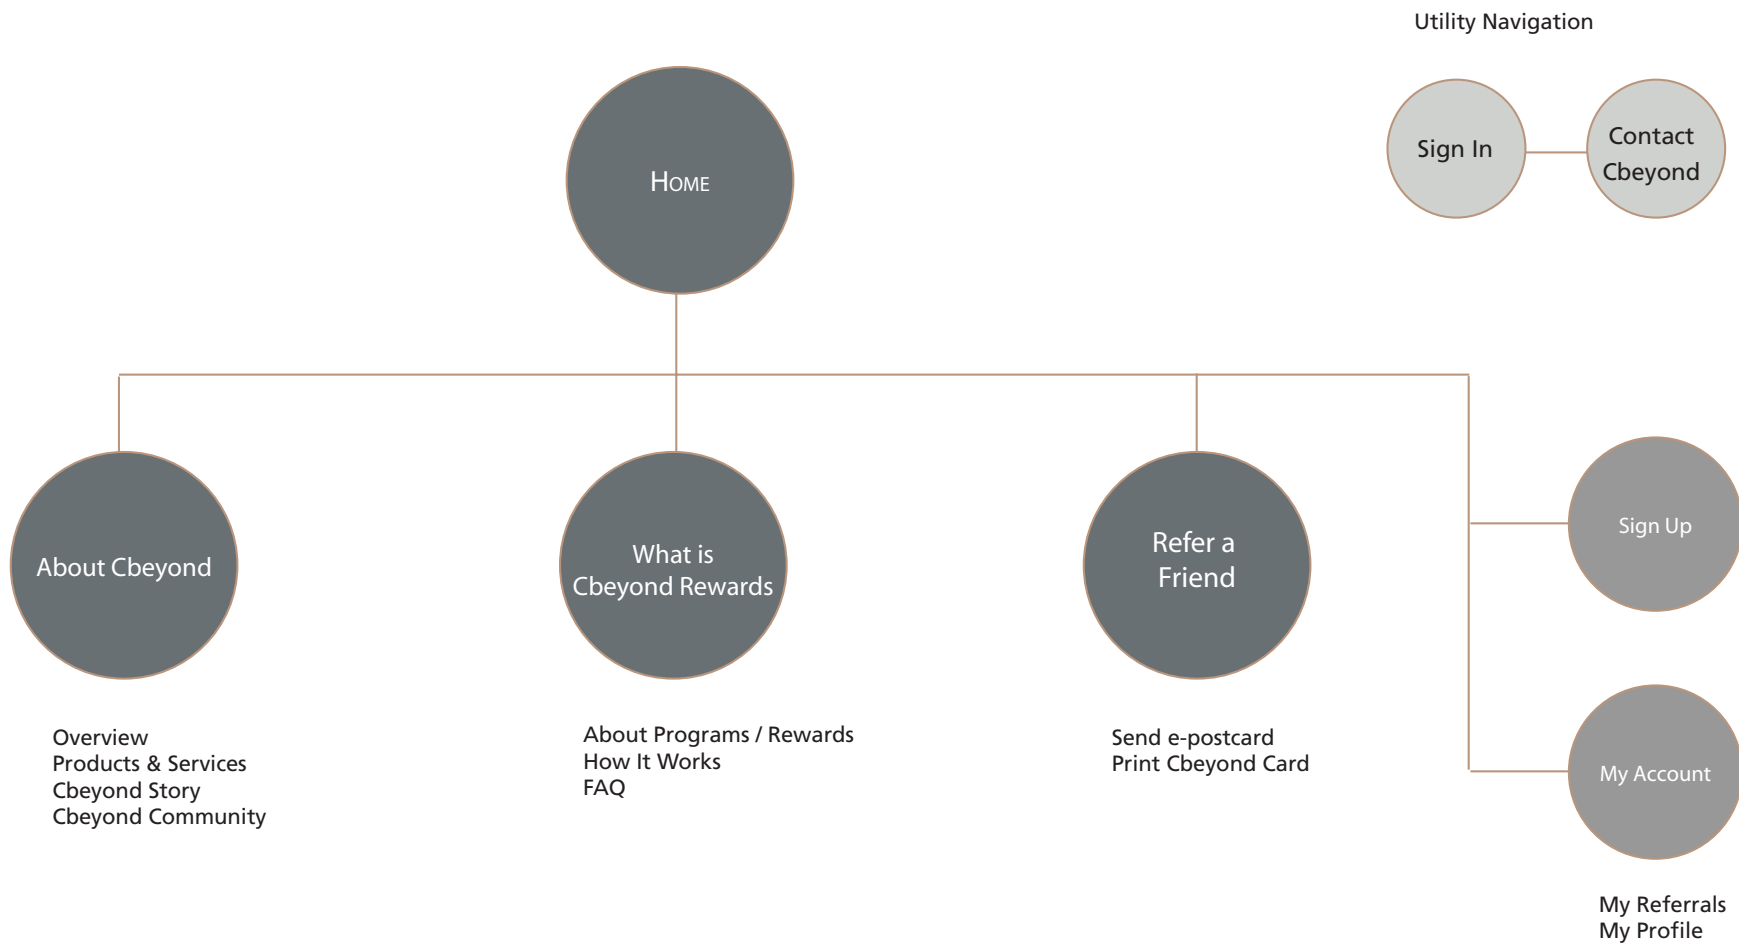 Utility Navigation
Sign In
Contact
Cbeyond
HOME
About Cbeyond
What is
Cbeyond Rewards
Refer a
Friend
Sign Up
My Account
Overview
Products & Services
Cbeyond Story
Cbeyond Community
About Programs / Rewards
How It Works
FAQ
Send e-postcard
Print Cbeyond Card
My Referrals
My Profile